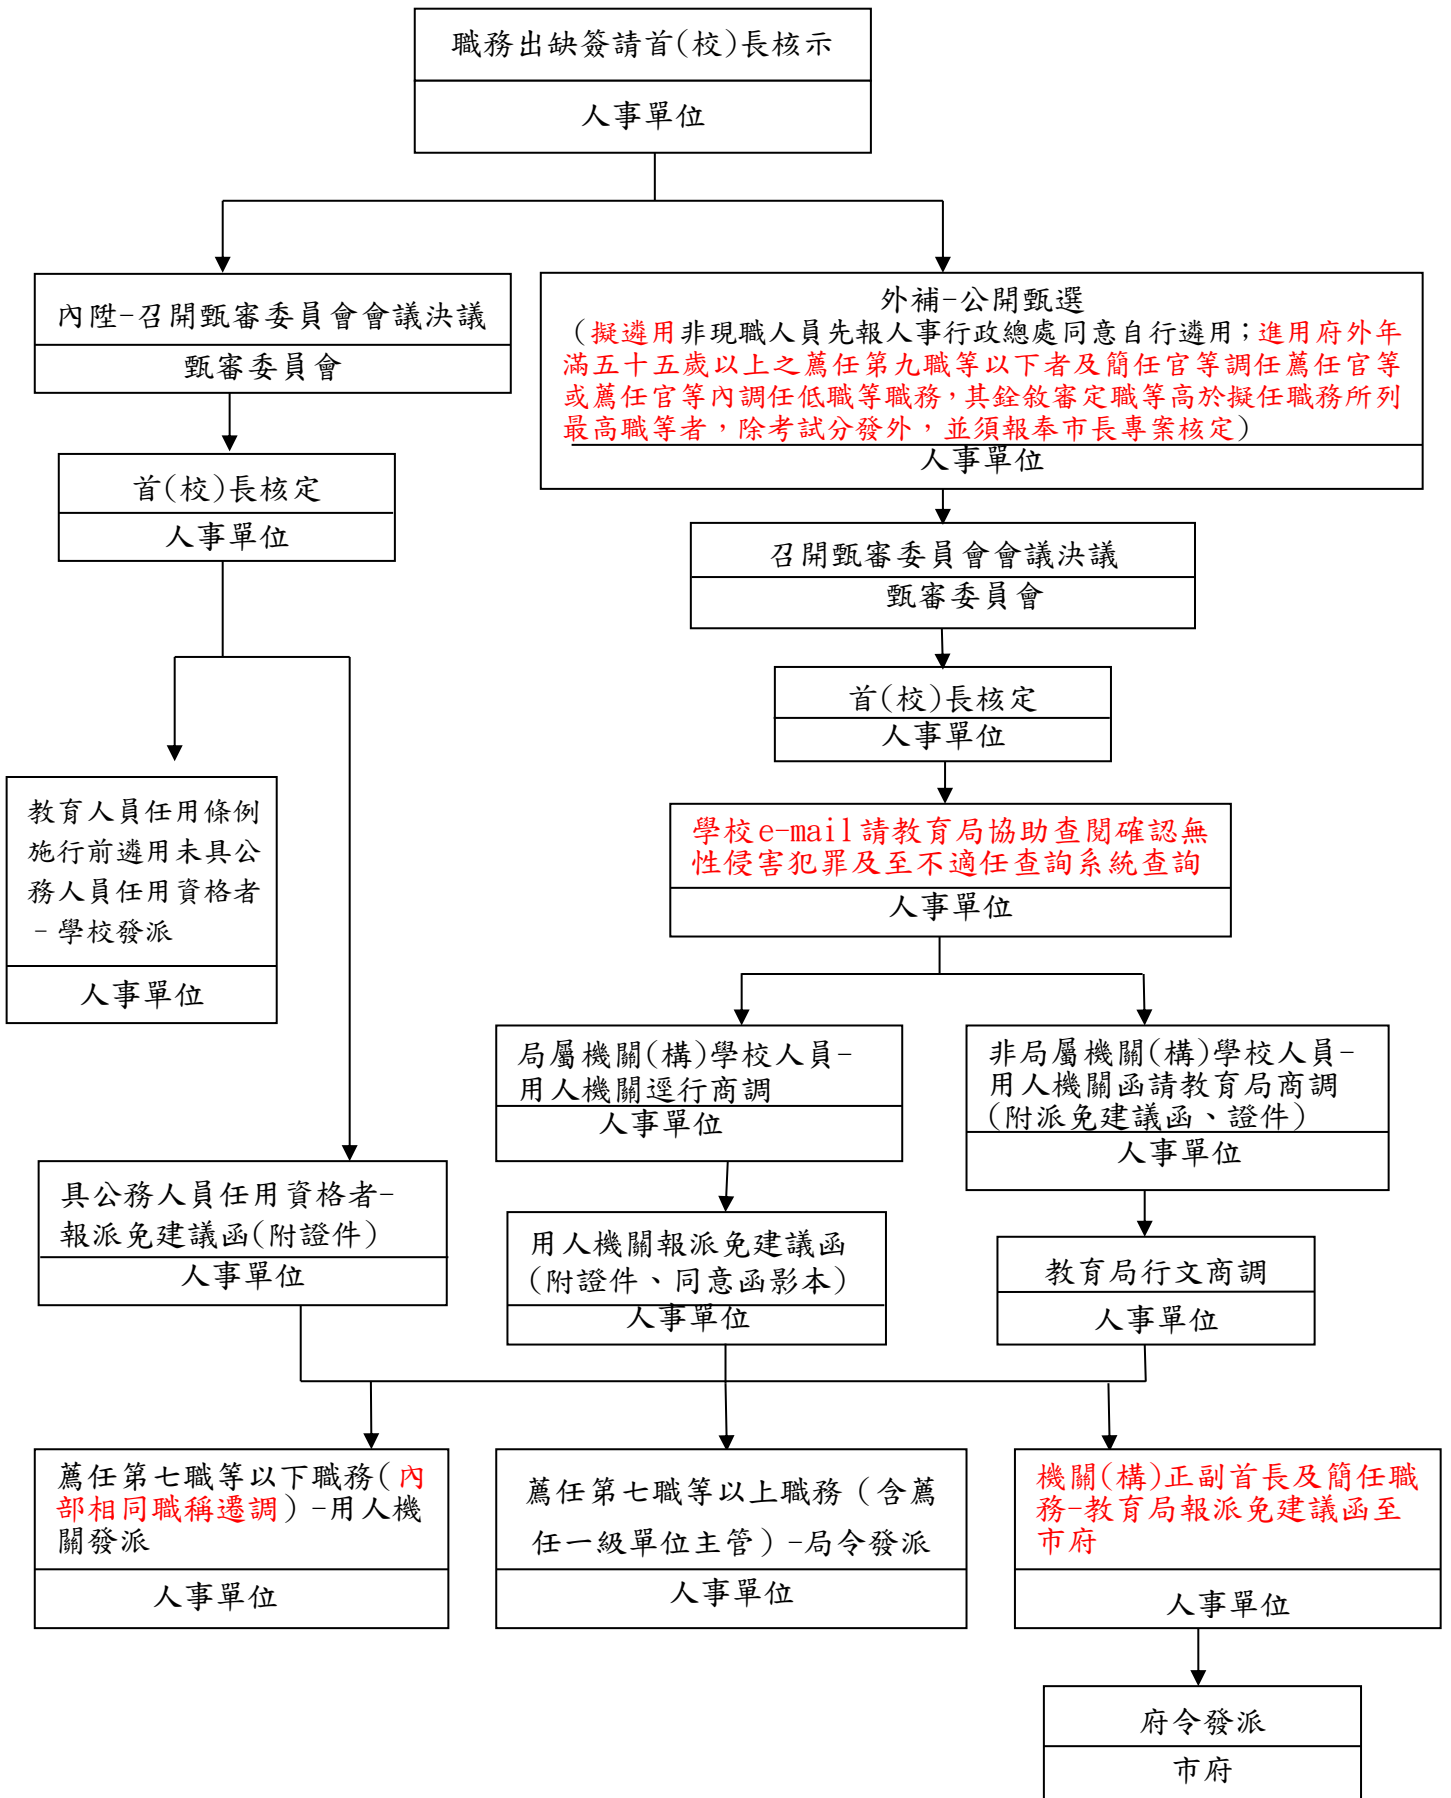 職務出缺簽請首(校)長核示
人事單位
內陞-召開甄審委員會會議決議
甄審委員會
外補-公開甄選
（擬遴用非現職人員先報人事行政總處同意自行遴用；進用府外年
滿五十五歲以上之薦任第九職等以下者及簡任官等調任薦任官等
或薦任官等內調任低職等職務，其銓敘審定職等高於擬任職務所列
最高職等者，除考試分發外，並須報奉市長專案核定）
人事單位
首(校)長核定
人事單位
召開甄審委員會會議決議
甄審委員會
首(校)長核定
人事單位
教育人員任用條例
施行前遴用未具公
務人員任用資格者
-學校發派
人事單位
學校e-mail請教育局協助查閱確認無
性侵害犯罪及至不適任查詢系統查詢
人事單位
局屬機關(構)學校人員-
用人機關逕行商調
人事單位
非局屬機關(構)學校人員-
用人機關函請教育局商調
(附派免建議函、證件)
人事單位
具公務人員任用資格者-
報派免建議函(附證件)
人事單位
用人機關報派免建議函
(附證件、同意函影本)
人事單位
教育局行文商調
人事單位
薦任第七職等以下職務(內
部相同職稱遷調)-用人機
關發派
人事單位
薦任第七職等以上職務（含薦
任一級單位主管）-局令發派
人事單位
機關(構)正副首長及簡任職
務-教育局報派免建議函至
市府
人事單位
府令發派
市府